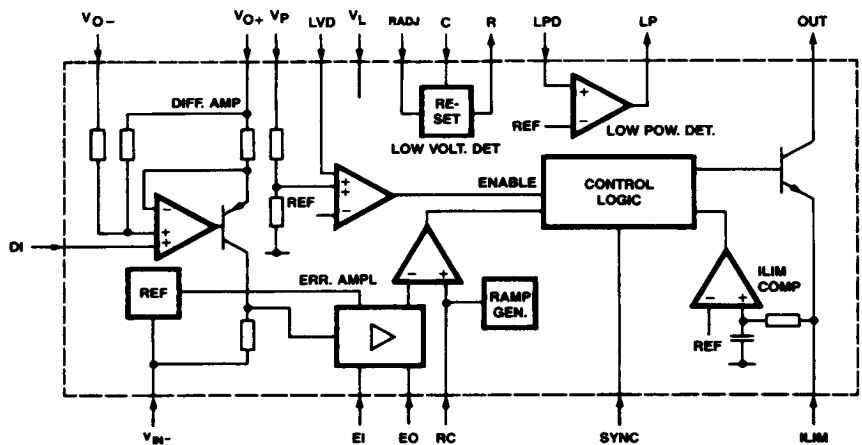 VO– VO+ VP LVD VL RADJ C R LPD LP OUT
DIFF. AMP
RE-
SET
+
–
REF
LOW VOLT. DET
LOW POW. DET.
–
+
+
REF
+
+
–
ENABLE
CONTROL
LOGIC
DI
REF
ERR. AMPL
– +
RAMP
GEN.
ILIM
COMP
– +
REF
VIN– EI EO RC SYNC ILIM